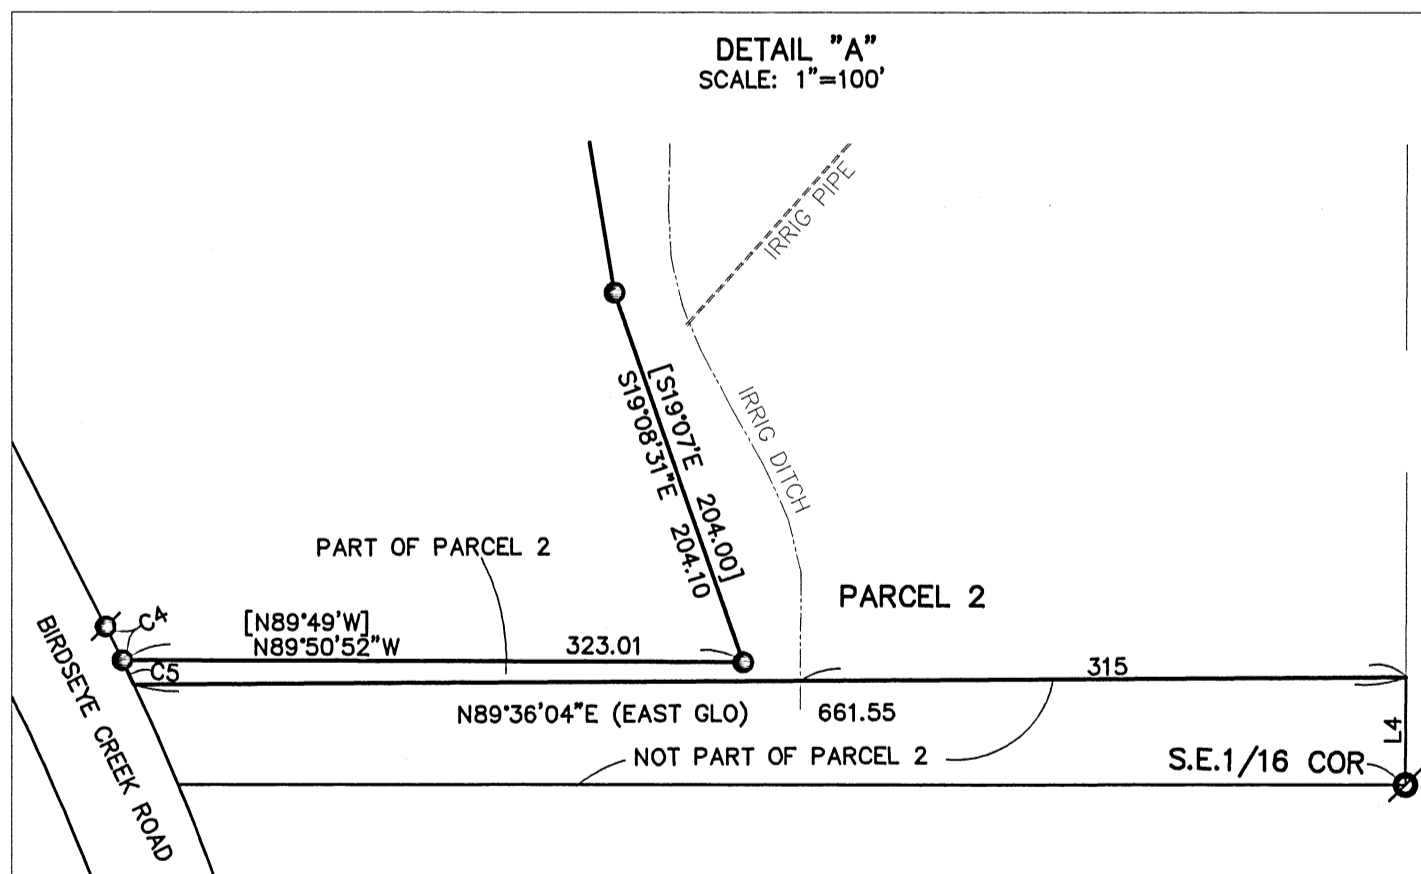 DETAIL "A"
SCALE: 1"=100'
IRRIG PIPE
[S19°07'E 204.00]
S19°08'31"E 204.10
IRRIG DITCH
PART OF PARCEL 2
PARCEL 2
C4
[N89°49'W]
N89°50'52"W 323.01
C5
315
N89°36'04"E (EAST GLO) 661.55
L4
NOT PART OF PARCEL 2
S.E.1/16 COR
BIRDSEYE CREEK ROAD